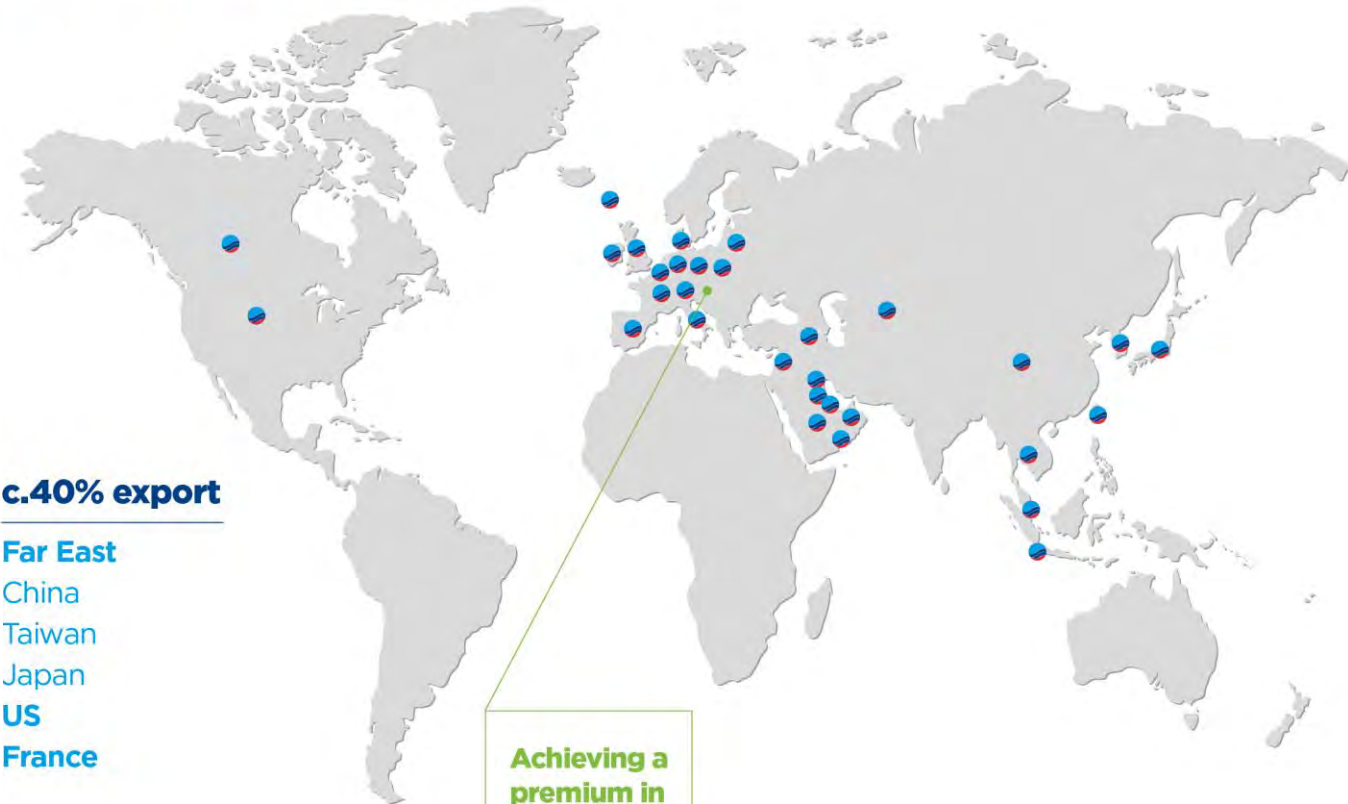 c.40% export
Far East
China
Taiwan
Japan
US
France
Achieving a
premium in